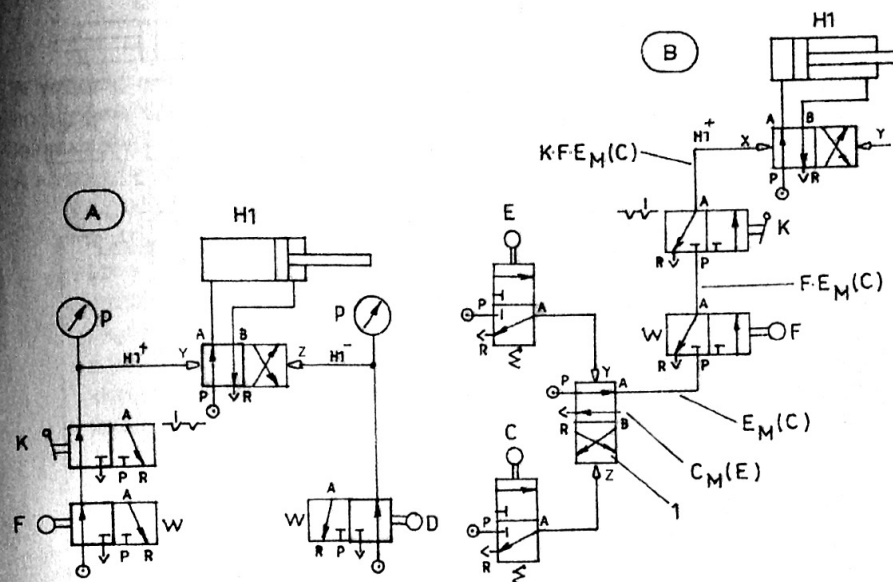 A
H1
P
P
A B
H1⁺ Y Z H1⁻
P R
K
A
P R
F
A
W
P R
A
W
R P
D
B
H1
A B
H1⁺ X Y
P R
K·F·E_M(C)
A
K
R P
F·E_M(C)
A
W F
R P
E
P A
R
Y
P A
R B
E_M(C)
C_M(E)
Z
1
C
P A
R